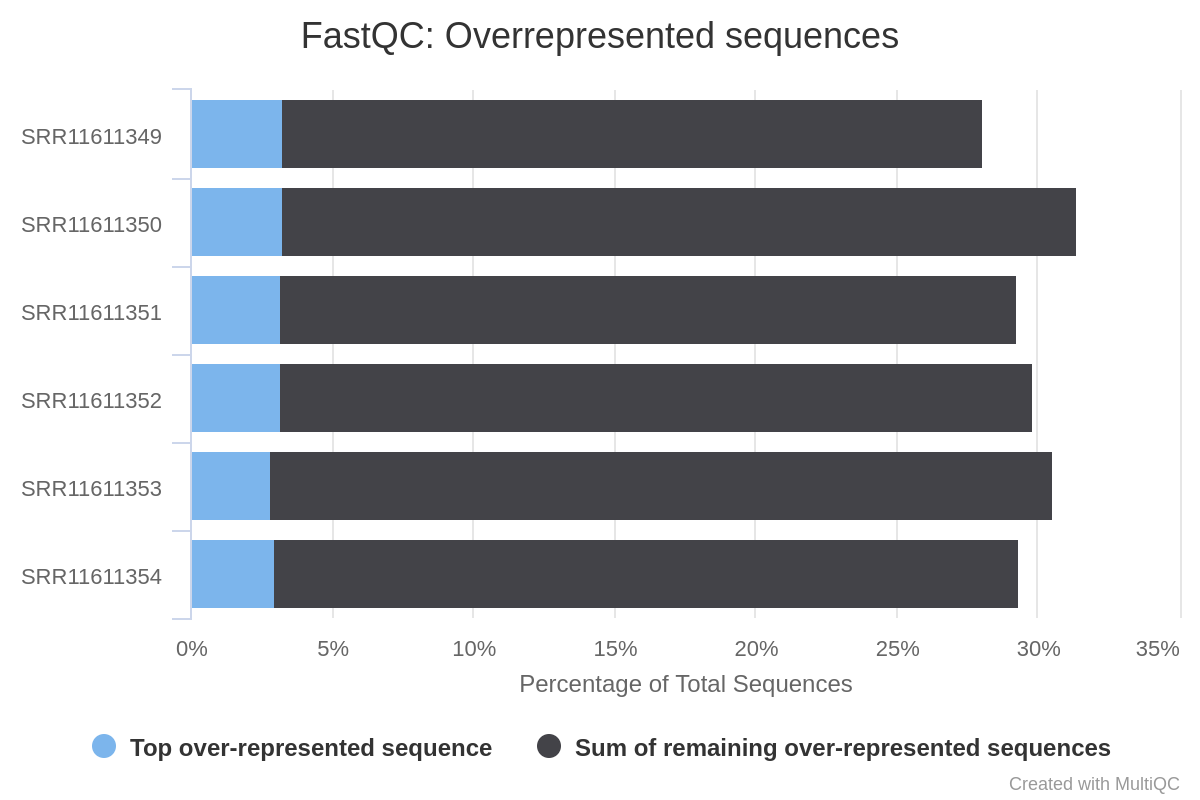 FastQC: Overrepresented sequences
SRR11611349
SRR11611350
SRR11611351
SRR11611352
SRR11611353
SRR11611354
0% 5% 10% 15% 20% 25% 30% 35%
Percentage of Total Sequences
Top over-represented sequence Sum of remaining over-represented sequences
Created with MultiQC